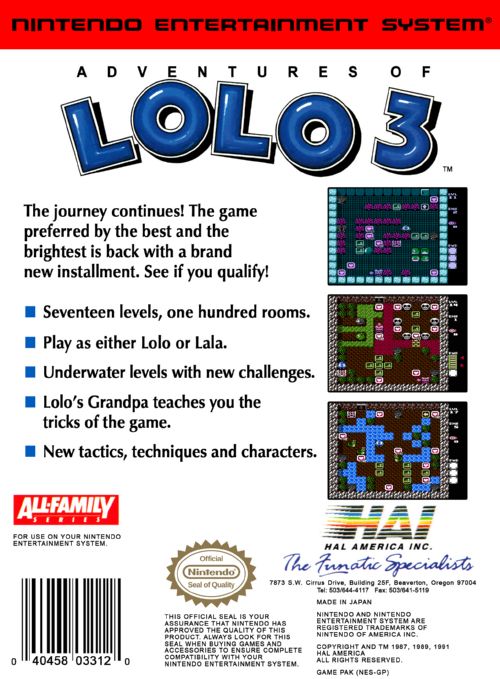 NINTENDO ENTERTAINMENT SYSTEM®
ADVENTURES OF
LOLO 3™
The journey continues! The game
preferred by the best and the
brightest is back with a brand
new installment. See if you qualify!
Seventeen levels, one hundred rooms.
Play as either Lolo or Lala.
Underwater levels with new challenges.
Lolo's Grandpa teaches you the
tricks of the game.
New tactics, techniques and characters.
ALL-FAMILY
SERIES
FOR USE ON YOUR NINTENDO
ENTERTAINMENT SYSTEM.
0 40458 03312 0
Official
Nintendo
Seal of Quality
THIS OFFICIAL SEAL IS YOUR
ASSURANCE THAT NINTENDO HAS
APPROVED THE QUALITY OF THIS
PRODUCT. ALWAYS LOOK FOR THIS
SEAL WHEN BUYING GAMES AND
ACCESSORIES TO ENSURE COMPLETE
COMPATIBILITY WITH YOUR
NINTENDO ENTERTAINMENT SYSTEM.
HAL
HAL AMERICA INC.
The Funatic Specialists
7873 S.W. Cirrus Drive, Building 25F, Beaverton, Oregon 97004
Tel: 503/644-4117 Fax: 503/641-5119
MADE IN JAPAN
NINTENDO AND NINTENDO
ENTERTAINMENT SYSTEM ARE
REGISTERED TRADEMARKS OF
NINTENDO OF AMERICA INC.
COPYRIGHT AND TM 1987, 1989, 1991
HAL AMERICA
ALL RIGHTS RESERVED.
GAME PAK (NES-GP)